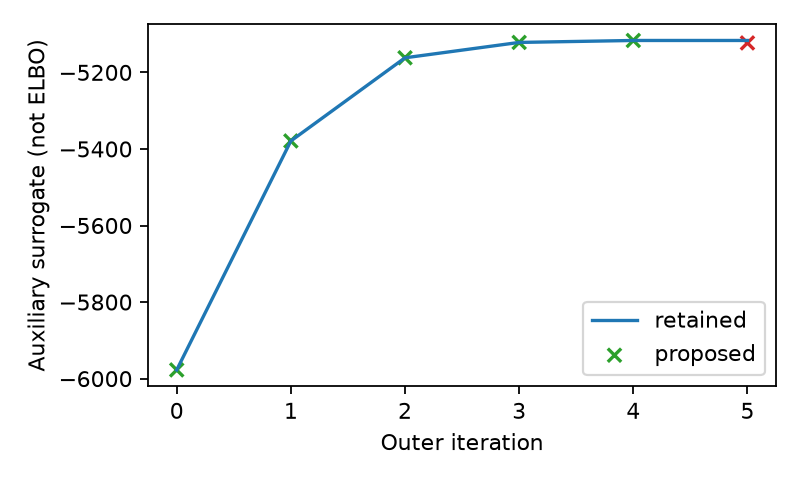 Auxiliary surrogate (not ELBO)
−5200
−5400
−5600
−5800
−6000
retained
proposed
0 1 2 3 4 5
Outer iteration